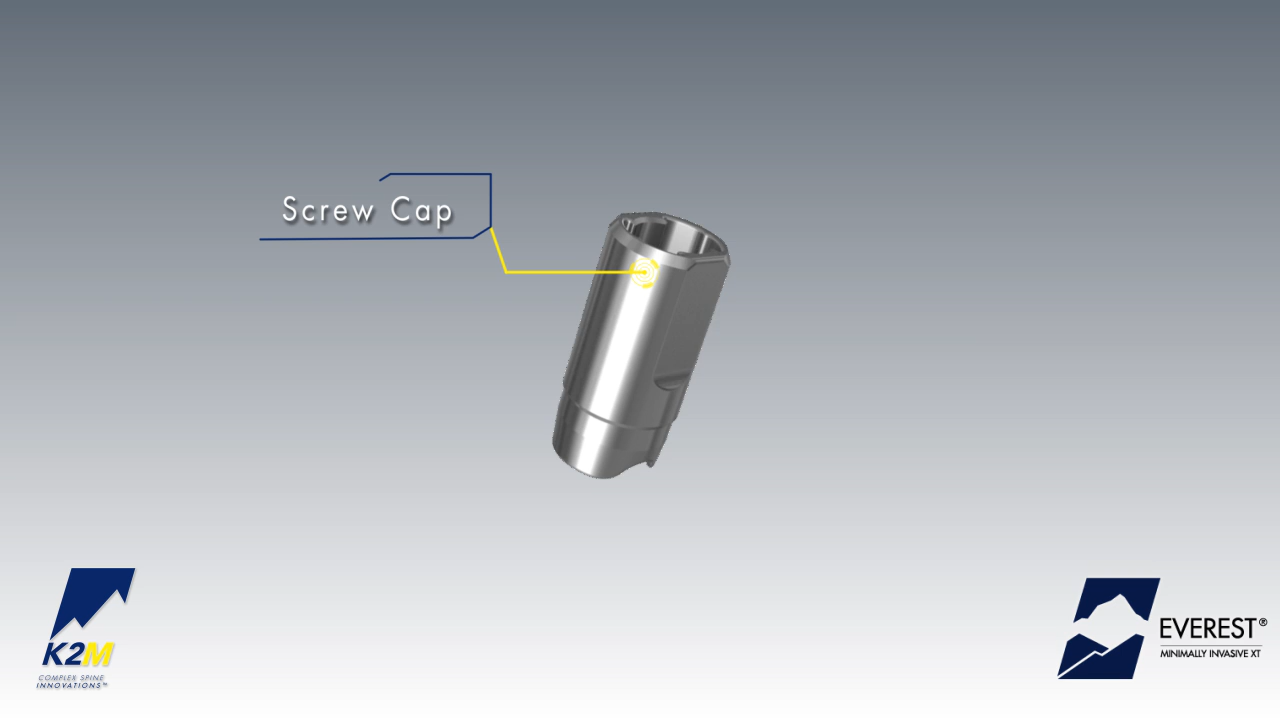 Screw Cap
K2M
COMPLEX SPINE
INNOVATIONS™
EVEREST®
MINIMALLY INVASIVE XT